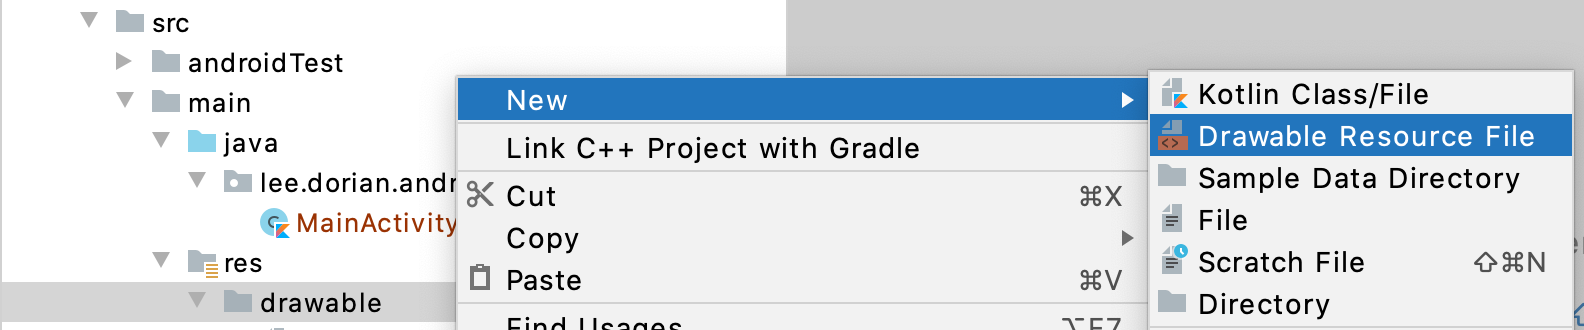 src
androidTest
main
java
lee.dorian.andr
MainActivity
res
drawable
New
Link C++ Project with Gradle
Cut ⌘X
Copy
Paste ⌘V
Find Usages ⌥F7
Kotlin Class/File
Drawable Resource File
Sample Data Directory
File
Scratch File ⇧⌘N
Directory